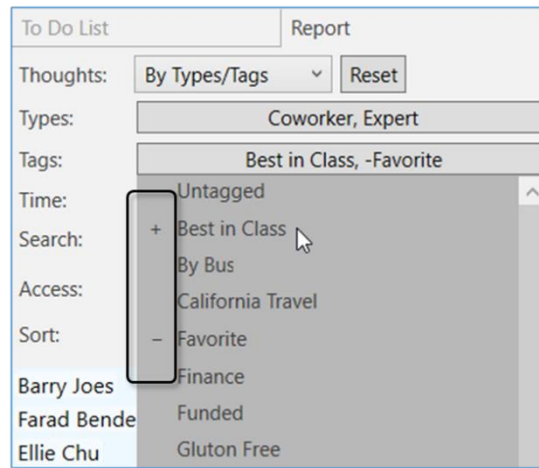 To Do List Report
Thoughts: By Types/Tags Reset
Types: Coworker, Expert
Tags: Best in Class, -Favorite
Time: Untagged
Search: + Best in Class
By Bus
Access: California Travel
Sort: – Favorite
Barry Joes Finance
Farad Bende Funded
Ellie Chu Gluton Free